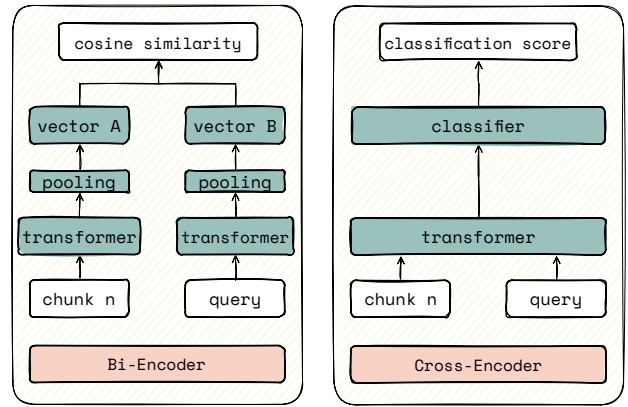 cosine similarity
vector A
vector B
pooling
pooling
transformer
transformer
chunk n
query
Bi-Encoder
classification score
classifier
transformer
chunk n
query
Cross-Encoder